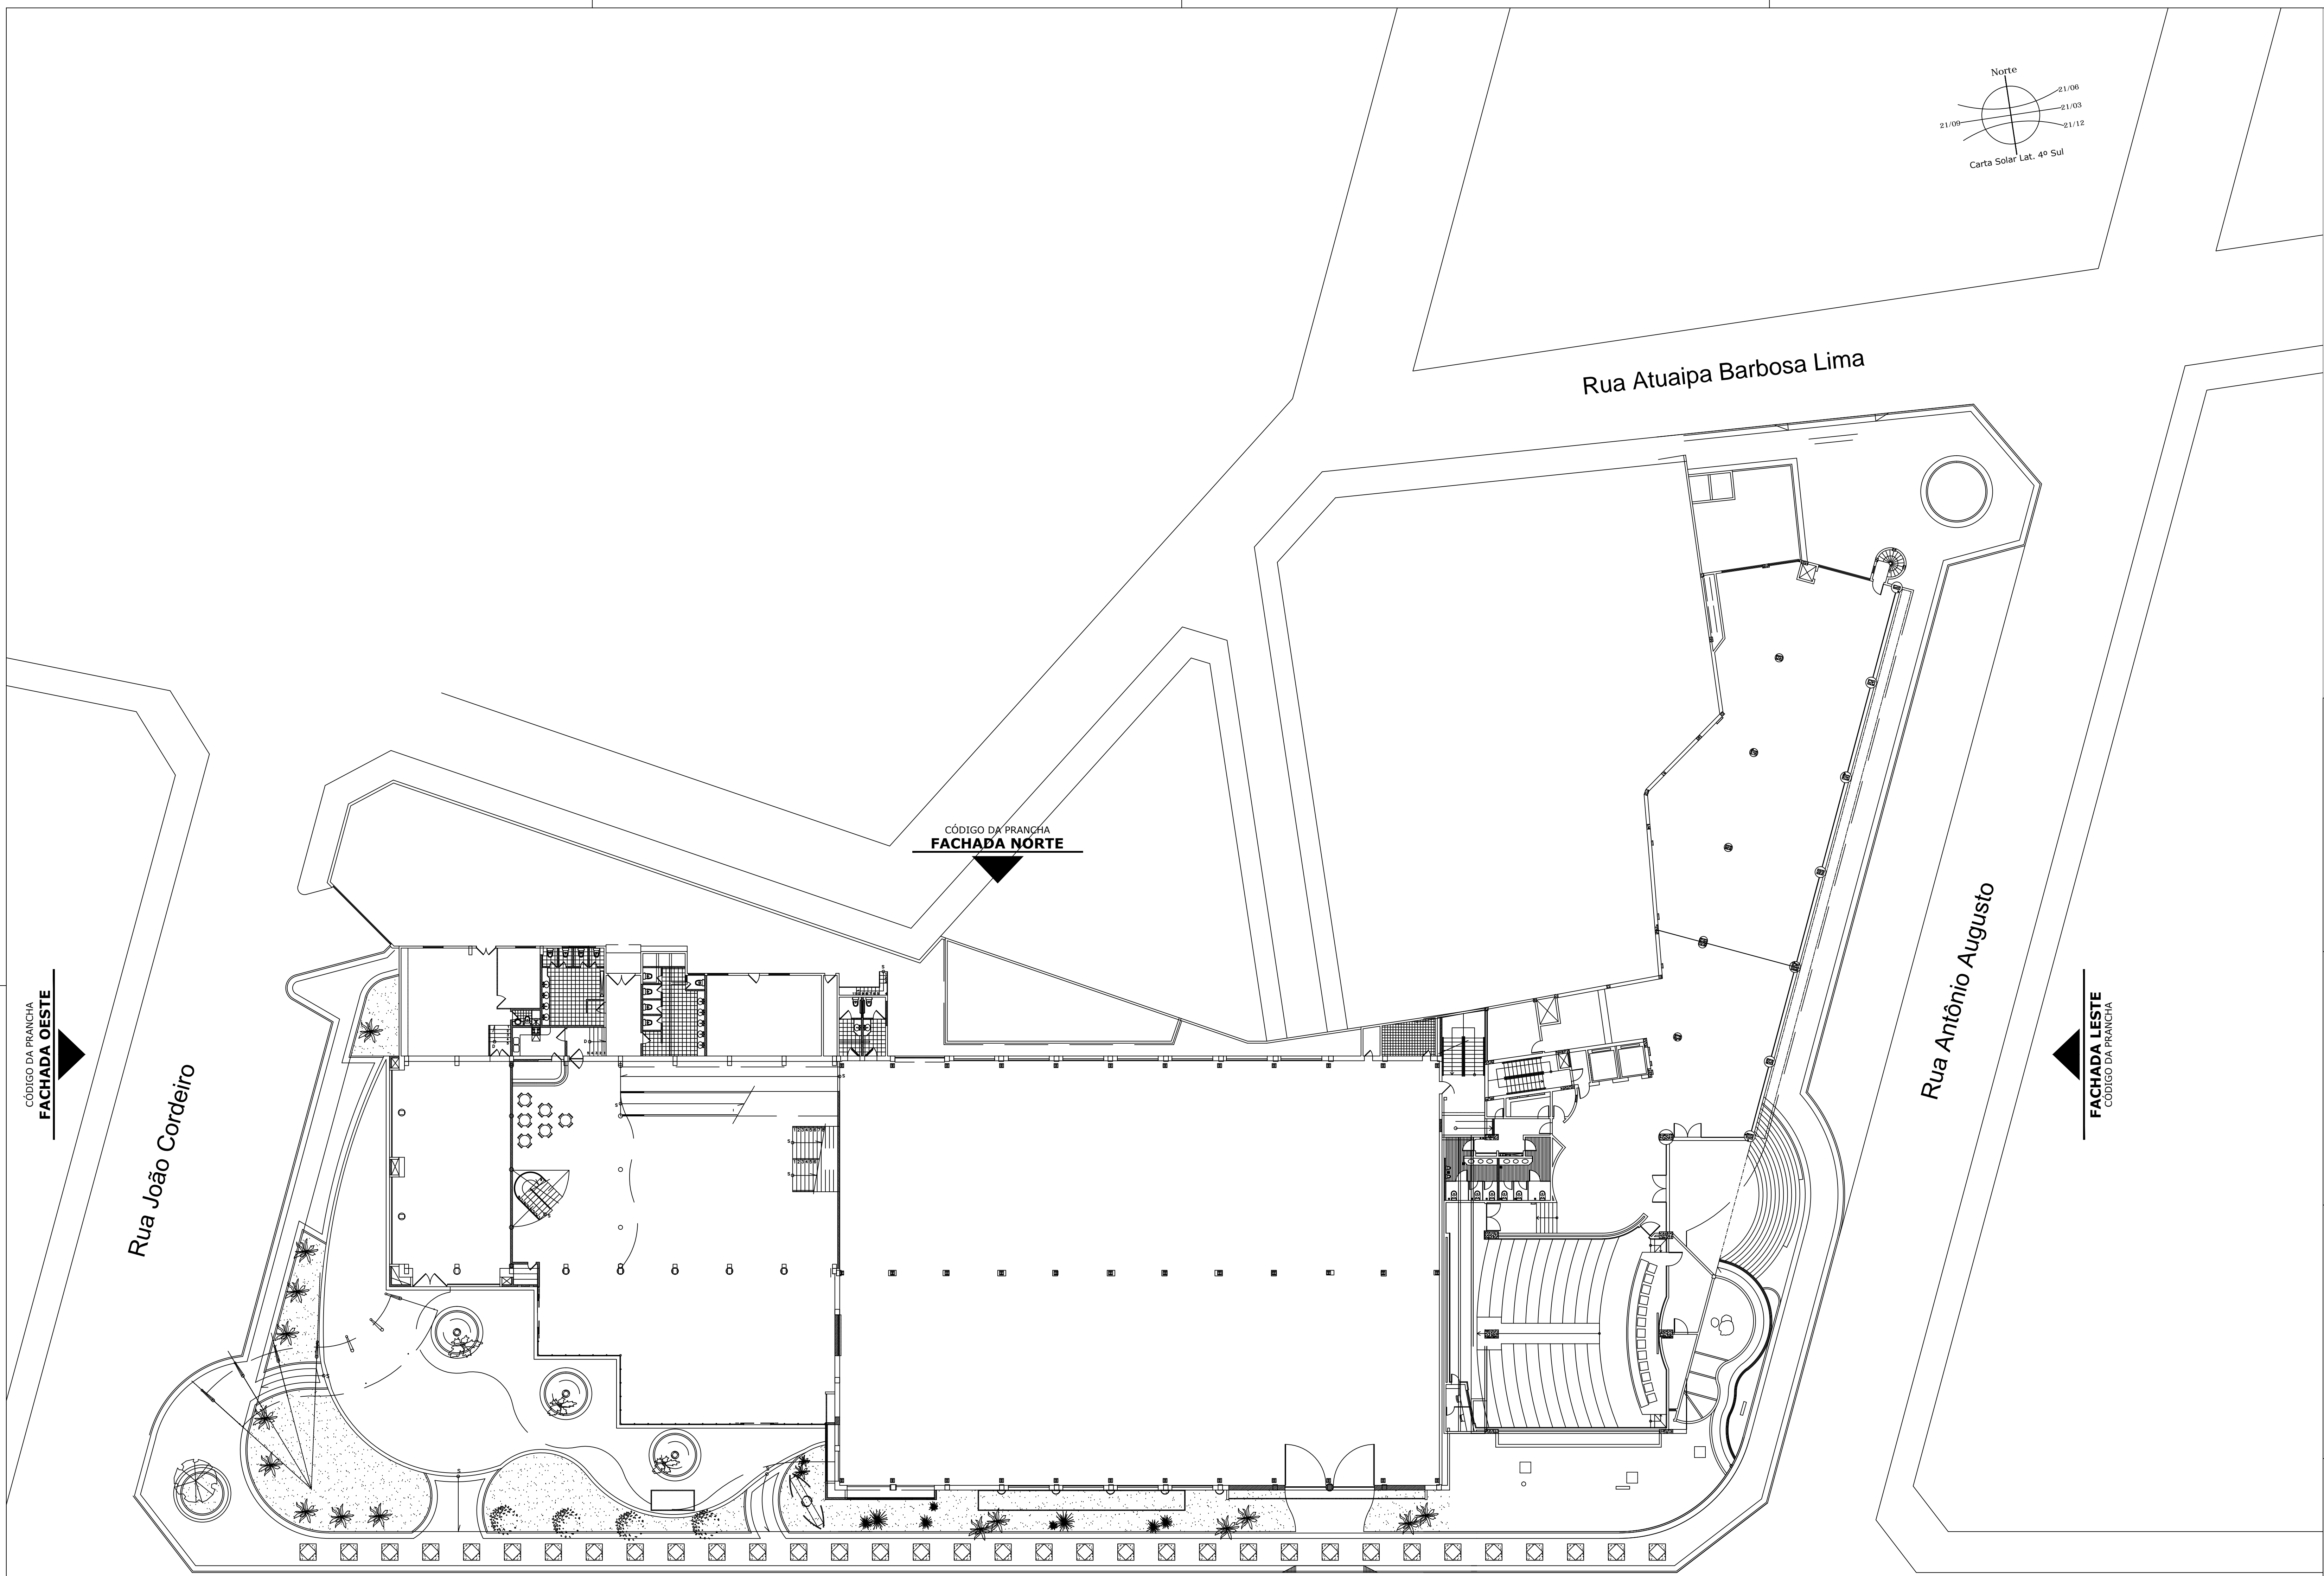 Norte
21/06
21/03
21/09
21/12
Carta Solar Lat. 4º Sul
Rua Atuaipa Barbosa Lima
CÓDIGO DA PRANCHA
FACHADA NORTE
CÓDIGO DA PRANCHA
FACHADA OESTE
Rua João Cordeiro
Rua Antônio Augusto
FACHADA LESTE
CÓDIGO DA PRANCHA